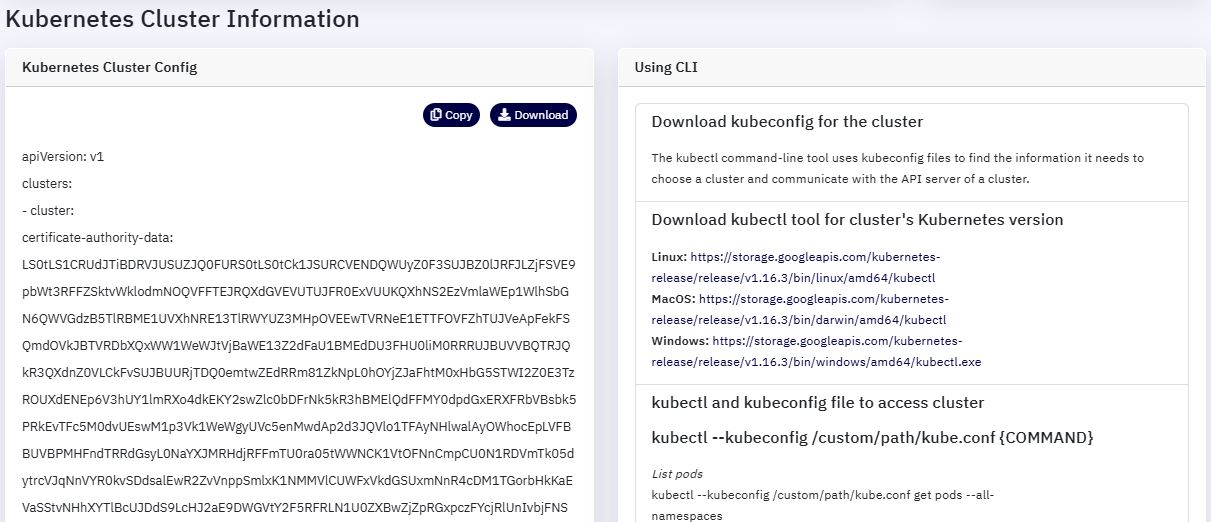 Kubernetes Cluster Information
Kubernetes Cluster Config
Copy
Download
apiVersion: v1
clusters:
- cluster:
certificate-authority-data:
LS0tLS1CRUdJTiBDRVJUSUZJQ0FURS0tLS0tCk1JSURCVENDQWUyZ0F3SUJBZ0lJRFJLZjFSVE9
pbWt3RFFZSktvWklodmNOQVFFTEJRQXdGVEVUTUJFR0ExVUUKQXhNS2EzVmlaWEp1WlhSbG
N6QWVGdzB5TlRBME1UVXhNRE13TlRWYUZ3MHpOVEEwTVRNeE1ETTFOVFZhTUJVeApFekFS
QmdOVkJBTVRDbXQxWW1WeWJtVjBaWE13Z2dFaU1BMEdDU3FHU0liM0RRRUJBUVVBQTRJQ
kR3QXdnZ0VLCkFvSUJBUURjTDQ0emtwZEdRRm81ZkNpL0hOYjZJaFhtM0xHbG5STWI2Z0E3Tz
ROUXdENEp6V3hUY1lmRXo4dkEKY2swZlc0bDFrNk5kR3hBMElQdFFMY0dpdGxERXFRbVBsbk5
PRkEvTFc5M0dvUEswM1p3Vk1WeWgyUVc5enMwdAp2d3JQVlo1TFAyNHlwalAyOWhocEpLVFB
BUVBPMHFndTRRdGsyL0NaYXJMRHdjRFFmTU0ra05tWWNCK1VtOFNnCmpCU0N1RDVmTk05d
ytrcVJqNnVYR0kvSDdsalEwR2ZvVnppSmlxK1NMMVlCUWFxVkdGSUxmNnR4cDM1TGorbHkKaE
VaSStvNHhXYTlBcUJDdS9LcHJ2aE9DWGVtY2F5RFRLN1U0ZXBwZjZpRGxpczFYcjRlUnIvbjFNS
Using CLI
Download kubeconfig for the cluster
The kubectl command-line tool uses kubeconfig files to find the information it needs to
choose a cluster and communicate with the API server of a cluster.
Download kubectl tool for cluster's Kubernetes version
Linux: https://storage.googleapis.com/kubernetes-
release/release/v1.16.3/bin/linux/amd64/kubectl
MacOS: https://storage.googleapis.com/kubernetes-
release/release/v1.16.3/bin/darwin/amd64/kubectl
Windows: https://storage.googleapis.com/kubernetes-
release/release/v1.16.3/bin/windows/amd64/kubectl.exe
kubectl and kubeconfig file to access cluster
kubectl --kubeconfig /custom/path/kube.conf {COMMAND}
List pods
kubectl --kubeconfig /custom/path/kube.conf get pods --all-
namespaces